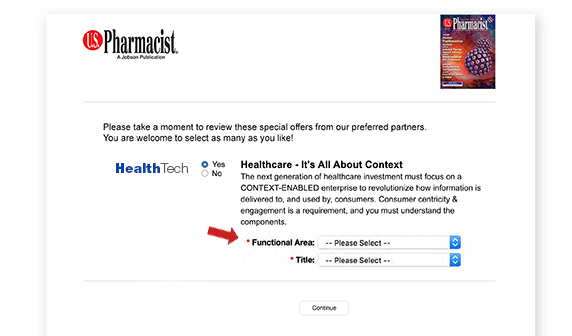 U.S. Pharmacist.
A Jobson Publication
U.S. Pharmacist
Please take a moment to review these special offers from our preferred partners.
You are welcome to select as many as you like!
HealthTech
Yes
No
Healthcare - It's All About Context
The next generation of healthcare investment must focus on a
CONTEXT-ENABLED enterprise to revolutionize how information is
delivered to, and used by, consumers. Consumer centricity &
engagement is a requirement, and you must understand the
components.
* Functional Area: -- Please Select --
* Title: -- Please Select --
Continue